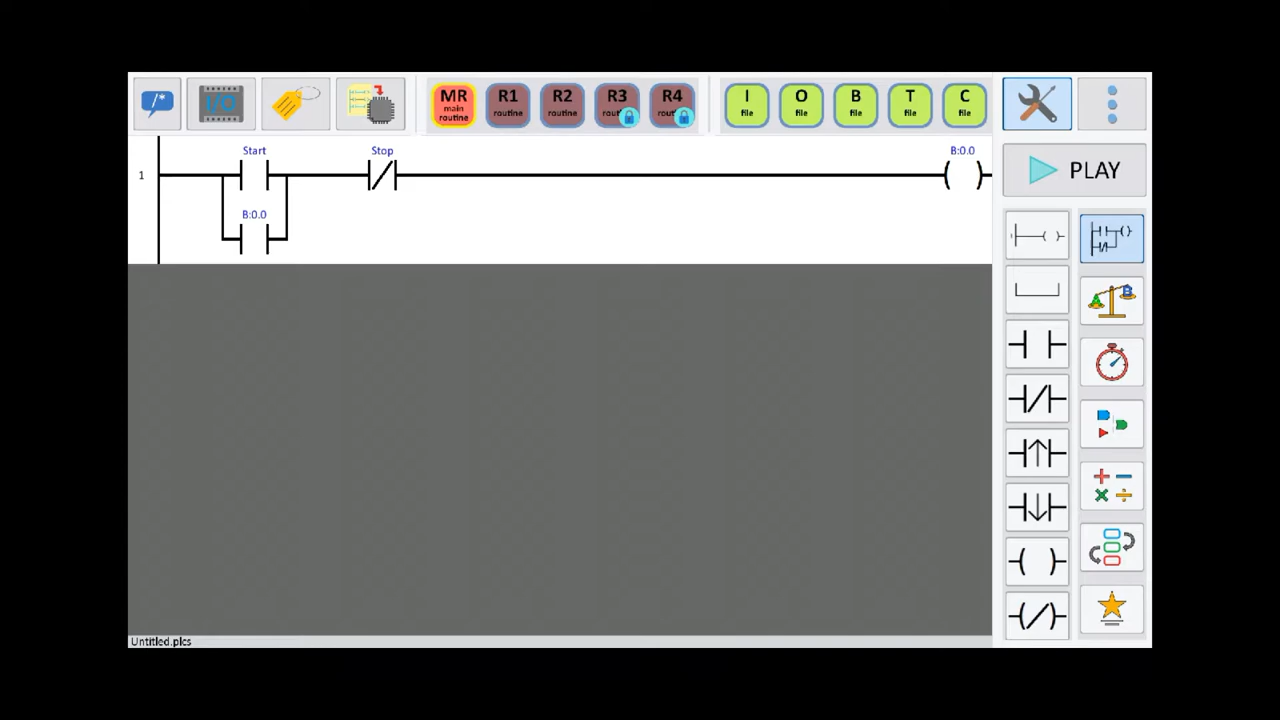 /*
I/O
MR
main
routine
R1
routine
R2
routine
R3
R4
I
file
O
file
B
file
T
file
C
file
PLAY
Start
Stop
B:0.0
1
B:0.0
Untitled.plcs